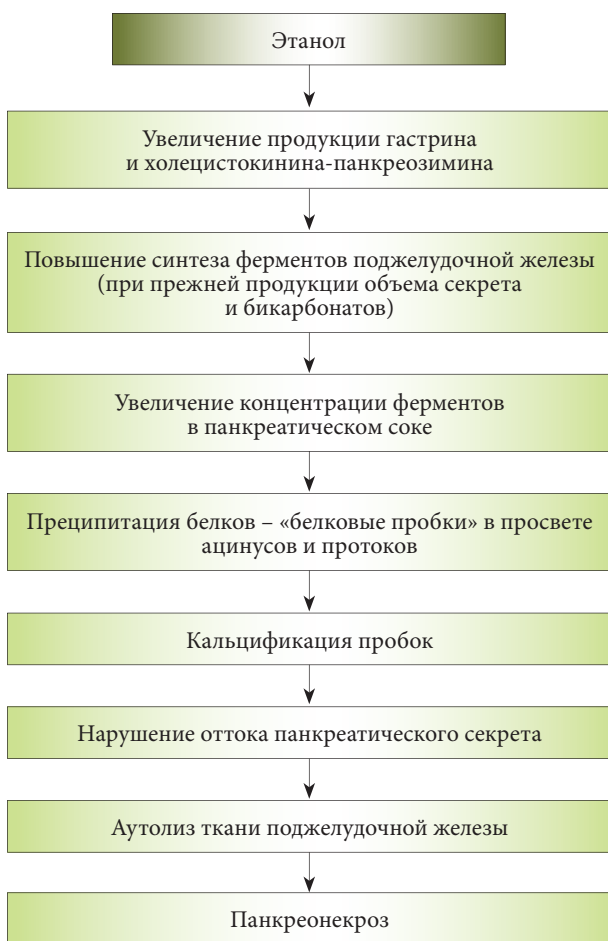 Этанол
Увеличение продукции гастрина
и холецистокинина-панкреозимина
Повышение синтеза ферментов поджелудочной железы
(при прежней продукции объема секрета
и бикарбонатов)
Увеличение концентрации ферментов
в панкреатическом соке
Преципитация белков – «белковые пробки» в просвете
ацинусов и протоков
Кальцификация пробок
Нарушение оттока панкреатического секрета
Аутолиз ткани поджелудочной железы
Панкреонекроз